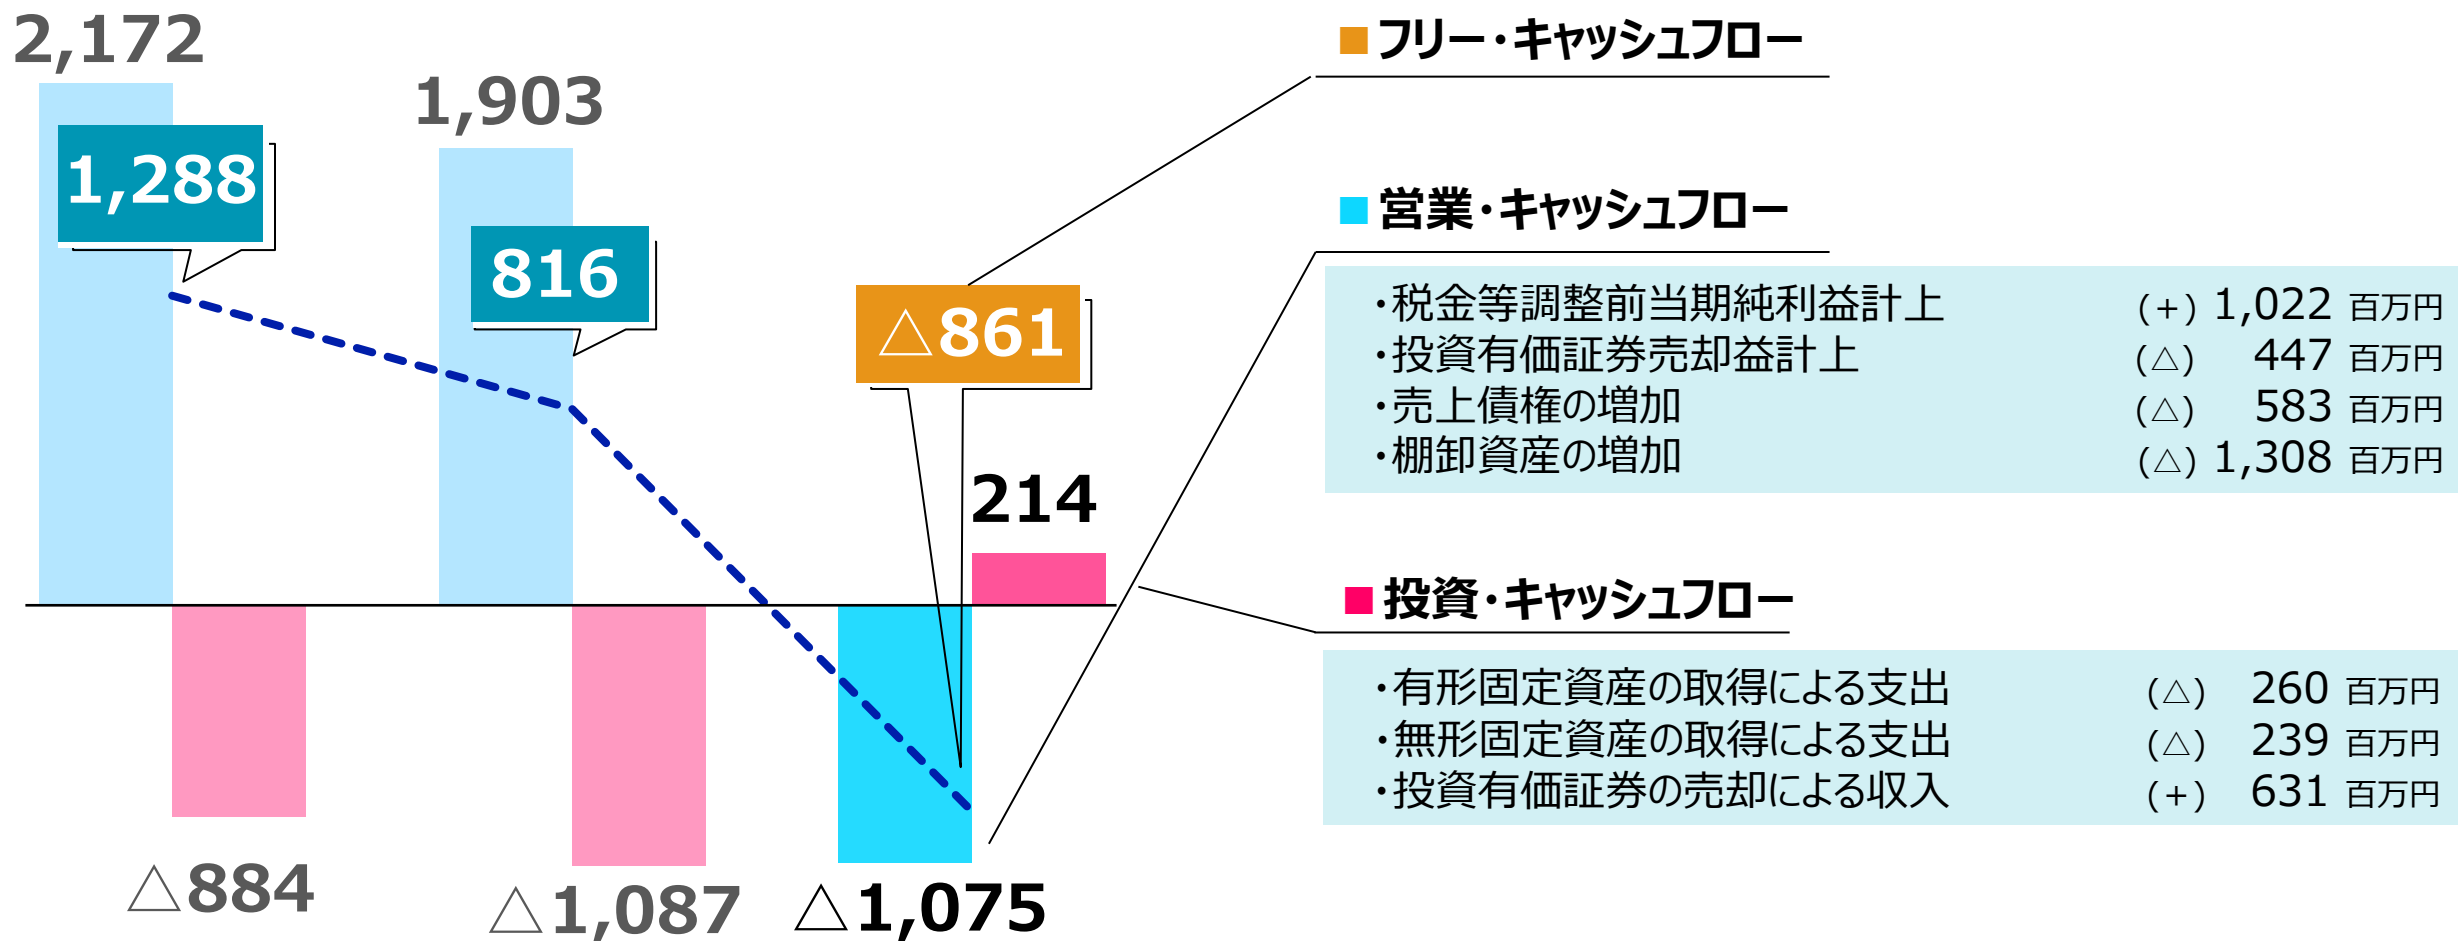 2,172
1,903
1,288
816
△861
214
△884
△1,087
△1,075
■フリー・キャッシュフロー
■営業・キャッシュフロー
・税金等調整前当期純利益計上 (+) 1,022 百万円
・投資有価証券売却益計上 (△) 447 百万円
・売上債権の増加 (△) 583 百万円
・棚卸資産の増加 (△) 1,308 百万円
■投資・キャッシュフロー
・有形固定資産の取得による支出 (△) 260 百万円
・無形固定資産の取得による支出 (△) 239 百万円
・投資有価証券の売却による収入 (+) 631 百万円